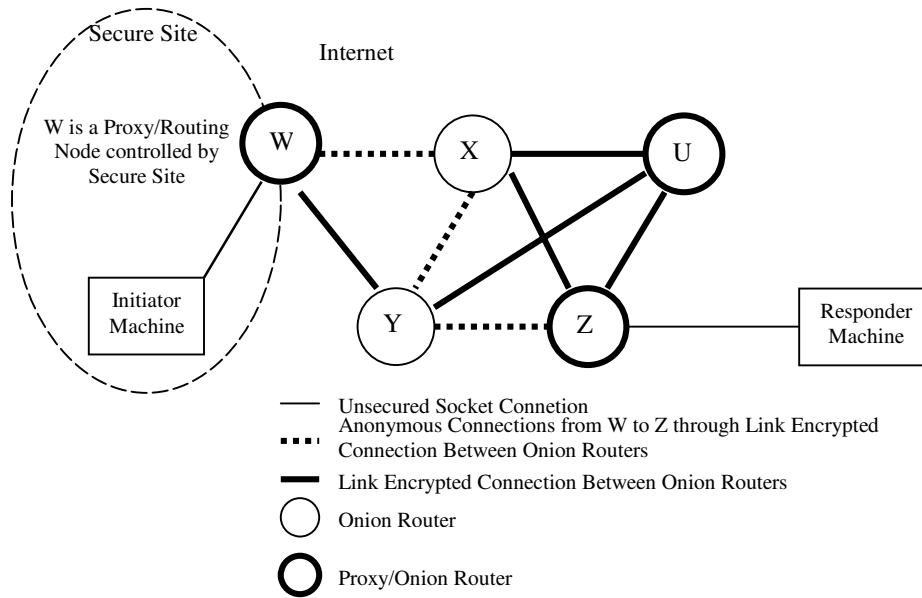 Secure Site
Internet
W is a Proxy/Routing
Node controlled by
Secure Site
W
X
U
Initiator
Machine
Y
Z
Responder
Machine
Unsecured Socket Connetion
Anonymous Connections from W to Z through Link Encrypted
Connection Between Onion Routers
Link Encrypted Connection Between Onion Routers
Onion Router
Proxy/Onion Router